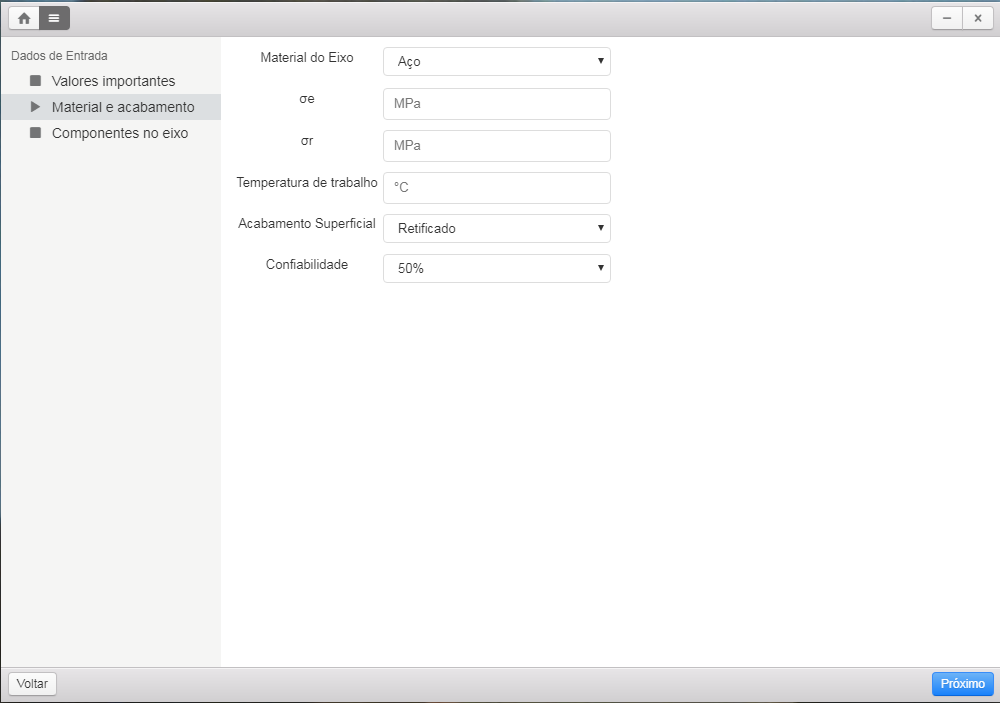 Dados de Entrada
Valores importantes
Material e acabamento
Componentes no eixo
Material do Eixo
Aço
σe
MPa
σr
MPa
Temperatura de trabalho
°C
Acabamento Superficial
Retificado
Confiabilidade
50%
Voltar
Próximo